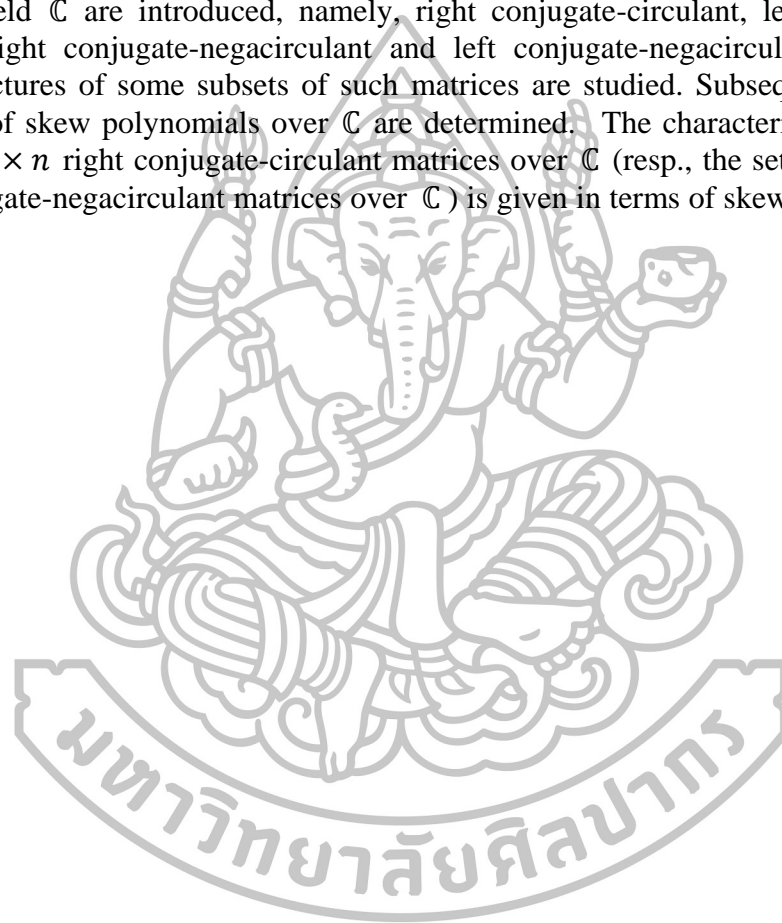 eld ℂ are introduced, namely, right conjugate-circulant, le
ight conjugate-negacirculant and left conjugate-negacircul
ctures of some subsets of such matrices are studied. Subseq
of skew polynomials over ℂ are determined. The character
× n right conjugate-circulant matrices over ℂ (resp., the set
gate-negacirculant matrices over ℂ ) is given in terms of skew
มหาวิทยาลัยศิลปากร